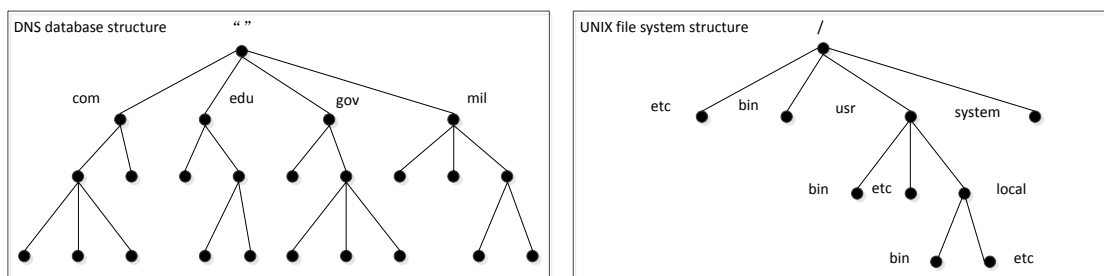 DNS database structure “ ”
com edu gov mil
UNIX file system structure /
etc bin usr system
bin etc local
bin etc